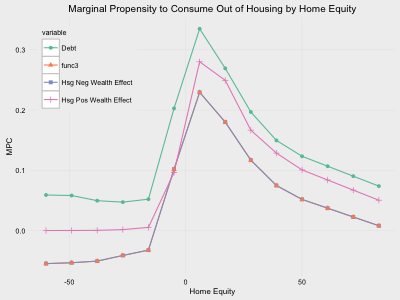 Marginal Propensity to Consume Out of Housing by Home Equity
variable
Debt
func3
Hsg Neg Wealth Effect
Hsg Pos Wealth Effect
MPC
0.3
0.2
0.1
0.0
-50 0 50
Home Equity